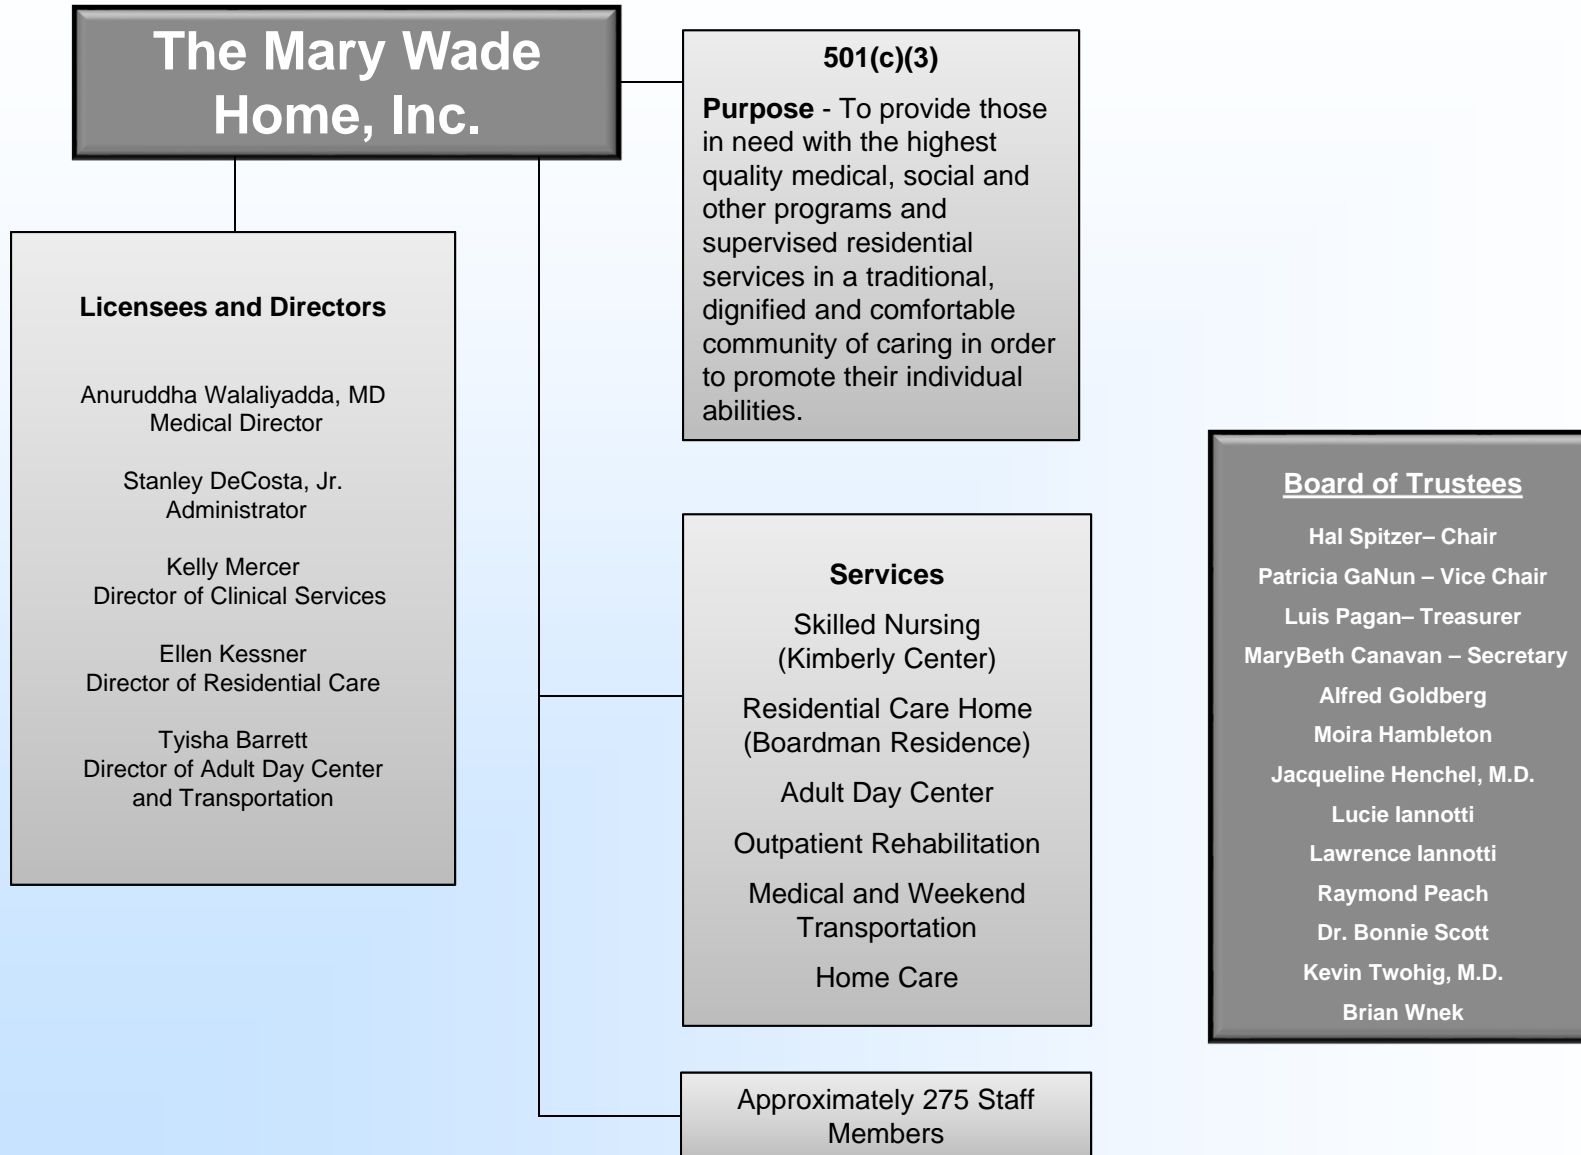 The Mary Wade
Home, Inc.
501(c)(3)
Purpose - To provide those
in need with the highest
quality medical, social and
other programs and
supervised residential
services in a traditional,
dignified and comfortable
community of caring in order
to promote their individual
abilities.
Licensees and Directors
Anuruddha Walaliyadda, MD
Medical Director
Stanley DeCosta, Jr.
Administrator
Kelly Mercer
Director of Clinical Services
Ellen Kessner
Director of Residential Care
Tyisha Barrett
Director of Adult Day Center
and Transportation
Services
Skilled Nursing
(Kimberly Center)
Residential Care Home
(Boardman Residence)
Adult Day Center
Outpatient Rehabilitation
Medical and Weekend
Transportation
Home Care
Approximately 275 Staff
Members
Board of Trustees
Hal Spitzer– Chair
Patricia GaNun – Vice Chair
Luis Pagan– Treasurer
MaryBeth Canavan – Secretary
Alfred Goldberg
Moira Hambleton
Jacqueline Henchel, M.D.
Lucie Iannotti
Lawrence Iannotti
Raymond Peach
Dr. Bonnie Scott
Kevin Twohig, M.D.
Brian Wnek